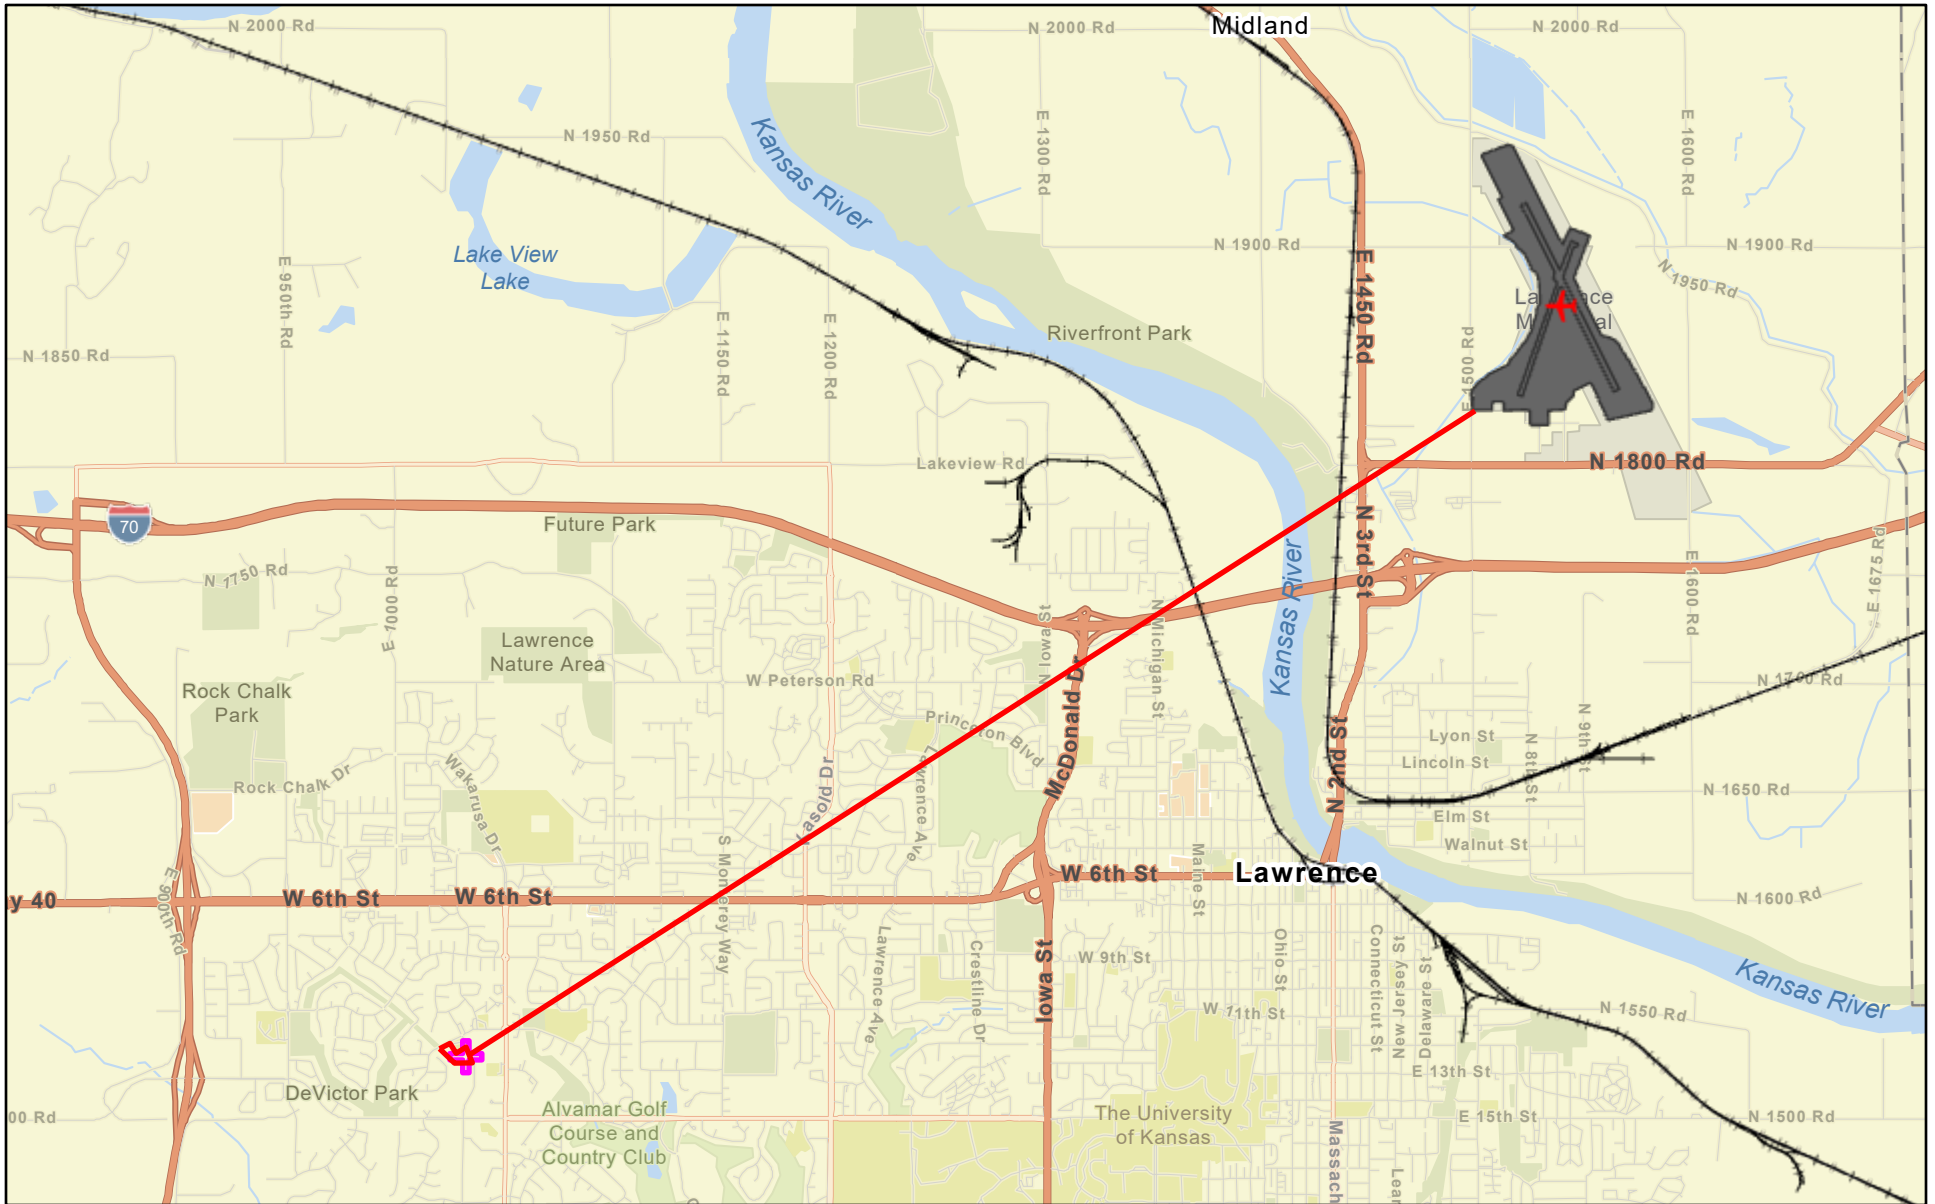 N 2000 Rd
N 2000 Rd
Midland
N 2000 Rd
N 1950 Rd
Kansas River
E 1300 Rd
E 1600 Rd
Lake View
Lake
E 950th Rd
N 1900 Rd
N 1900 Rd
N 1950 Rd
E 1450 Rd
Riverfront Park
N 1850 Rd
E 1150 Rd
E 1200 Rd
E 1500 Rd
Lakeview Rd
N 1800 Rd
70
Future Park
N 3rd St
Kansas River
N 1750 Rd
E 1000 Rd
E 1600 Rd
E 1675 Rd
N Iowa St
N Michigan St
Lawrence
Nature Area
W Peterson Rd
Rock Chalk
Park
McDonald Dr
N 1700 Rd
Princeton Blvd
Lawrence Ave
N 2nd St
Lyon St
Lincoln St
N 8th St
N 9th St
Rock Chalk Dr
Wakarusa Dr
Kasold Dr
N 1650 Rd
Elm St
Walnut St
S Monterey Way
Maine St
W 6th St
Lawrence
y 40
W 6th St
W 6th St
E 900th Rd
N 1600 Rd
Lawrence Ave
Crestline Dr
Iowa St
W 9th St
Ohio St
Connecticut St
New Jersey St
Delaware St
Kansas River
W 11th St
N 1550 Rd
E 13th St
DeVictor Park
00 Rd
Alvamar Golf
Course and
Country Club
The University
of Kansas
E 15th St
N 1500 Rd
Massach
Lear